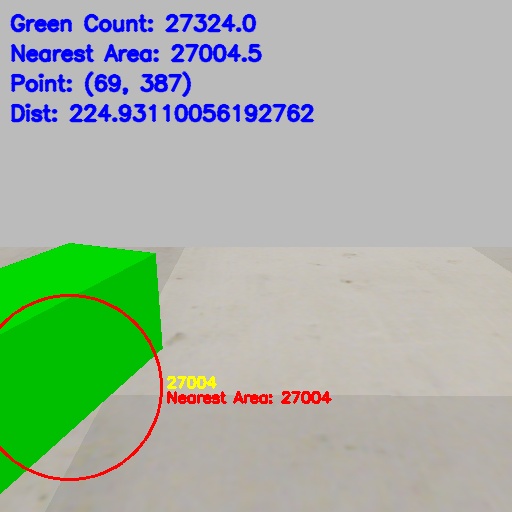 Green Count: 27324.0
Nearest Area: 27004.5
Point: (69, 387)
Dist: 224.93110056192762
27004
Nearest Area: 27004